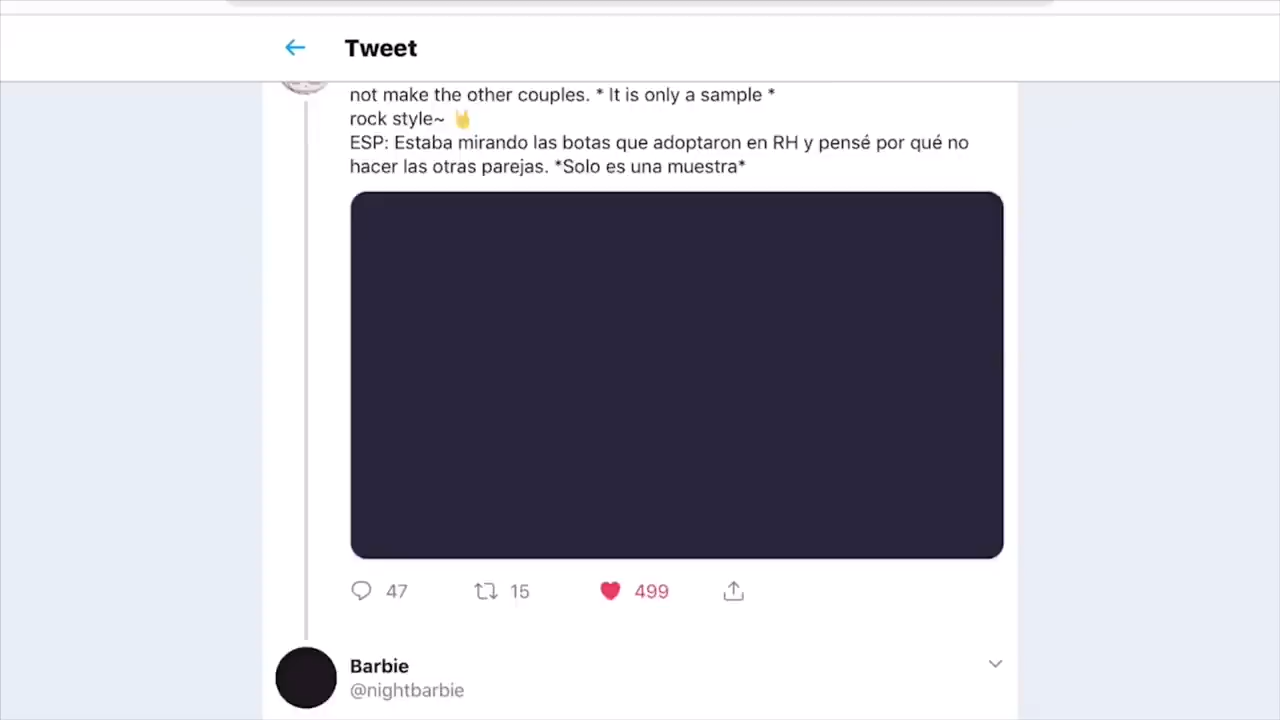 Tweet
not make the other couples. * It is only a sample *
rock style~ 🤘
ESP: Estaba mirando las botas que adoptaron en RH y pensé por qué no
hacer las otras parejas. *Solo es una muestra*
47 15 499
Barbie
@nightbarbie